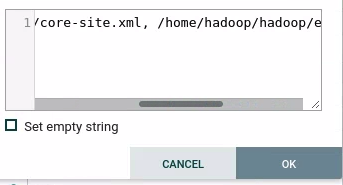 1 /core-site.xml, /home/hadoop/hadoop/e
Set empty string
CANCEL OK